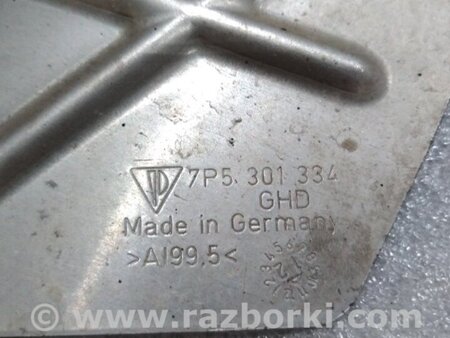 7P5 301 334
GHD
Made in Germany
>Al99,5<
www.razborki.com